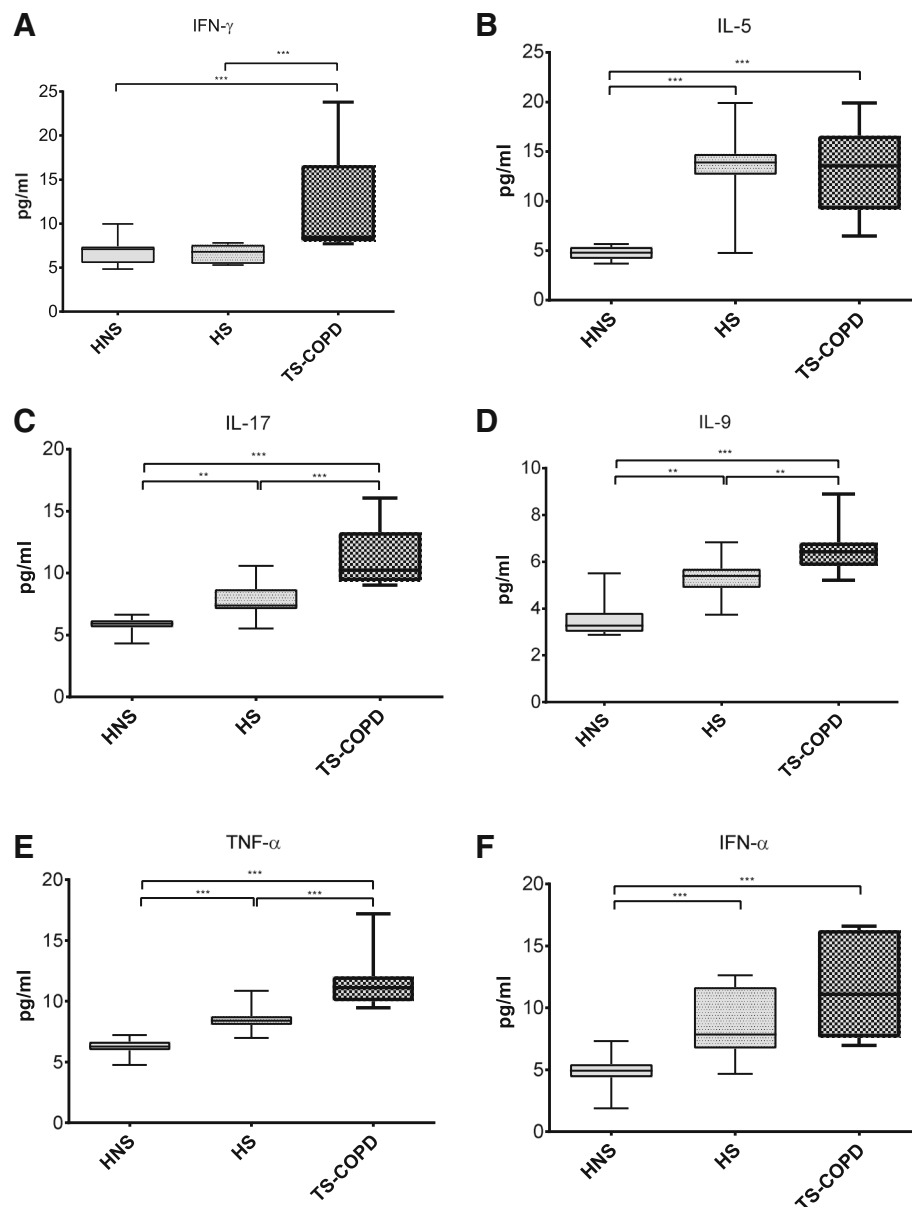 A
IFN-γ
***
***
25
20
15
10
5
0
pg/ml
HNS
HS
TS-COPD
B
IL-5
***
***
25
20
15
10
5
0
pg/ml
HNS
HS
TS-COPD
C
IL-17
***
** ***
20
15
10
5
0
pg/ml
HNS
HS
TS-COPD
D
IL-9
***
** **
10
8
6
4
2
0
pg/ml
HNS
HS
TS-COPD
E
TNF-α
***
*** ***
20
15
10
5
0
pg/ml
HNS
HS
TS-COPD
F
IFN-α
***
***
20
15
10
5
0
pg/ml
HNS
HS
TS-COPD